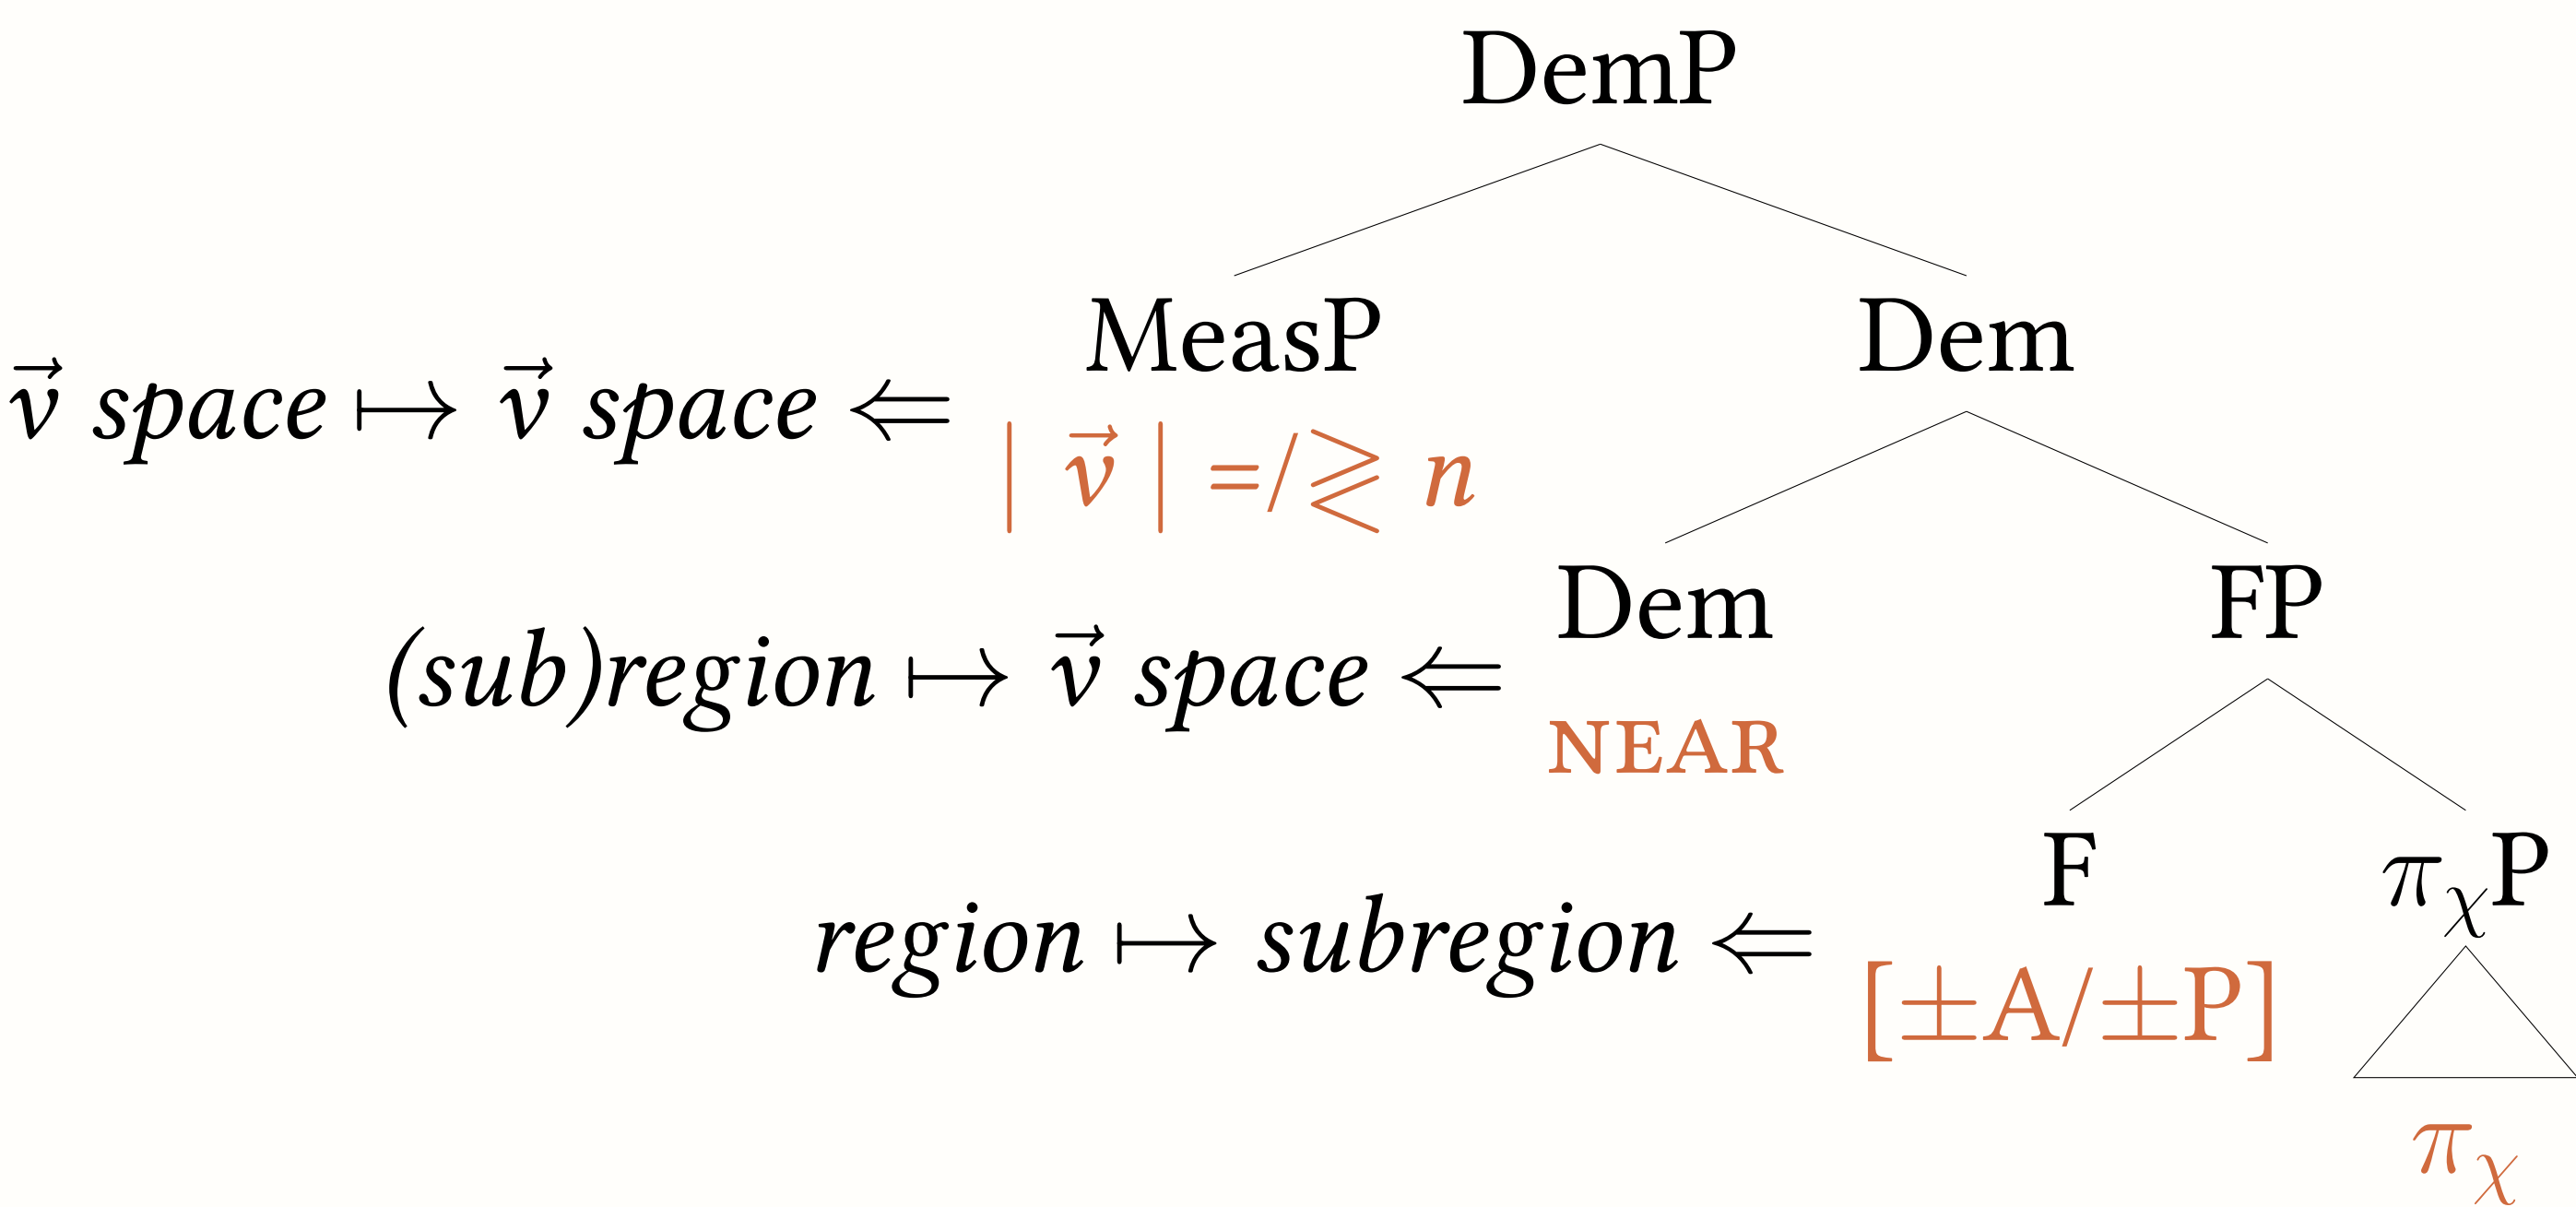 DemP
MeasP Dem
v⃗ space ↦ v⃗ space ⇐ | v⃗ | =/≷ n
Dem FP
(sub)region ↦ v⃗ space ⇐ NEAR
F π_χP
region ↦ subregion ⇐ [±A/±P]
π_χ